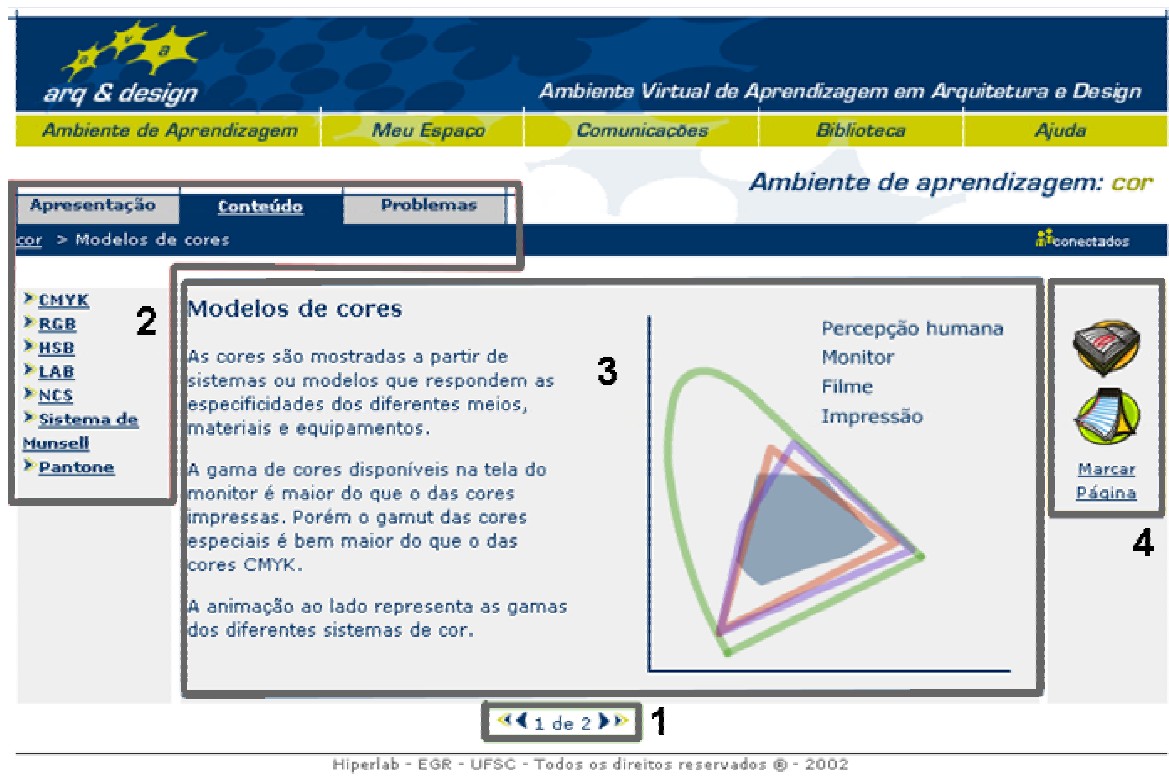 a v a
arq & design
Ambiente Virtual de Aprendizagem em Arquitetura e Design
Ambiente de Aprendizagem
Meu Espaço
Comunicações
Biblioteca
Ajuda
Ambiente de aprendizagem: cor
Apresentação
Conteúdo
Problemas
cor > Modelos de cores
conectados
CMYK
RGB
HSB
LAB
NCS
Sistema de
Munsell
Pantone
2
Modelos de cores
As cores são mostradas a partir de
sistemas ou modelos que respondem as
especificidades dos diferentes meios,
materiais e equipamentos.
A gama de cores disponíveis na tela do
monitor é maior do que o das cores
impressas. Porém o gamut das cores
especiais é bem maior do que o das
cores CMYK.
A animação ao lado representa as gamas
dos diferentes sistemas de cor.
3
Percepção humana
Monitor
Filme
Impressão
Marcar
Página
4
1 de 2
1
Hiperlab - EGR - UFSC - Todos os direitos reservados ® - 2002